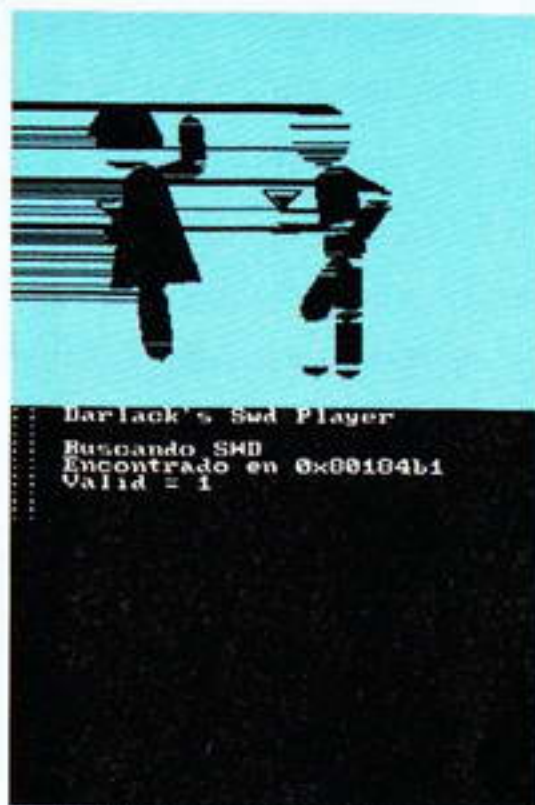 Darlack's Swd Player
Buscando SWD
Encontrado en 0x80184b1
Valid = 1